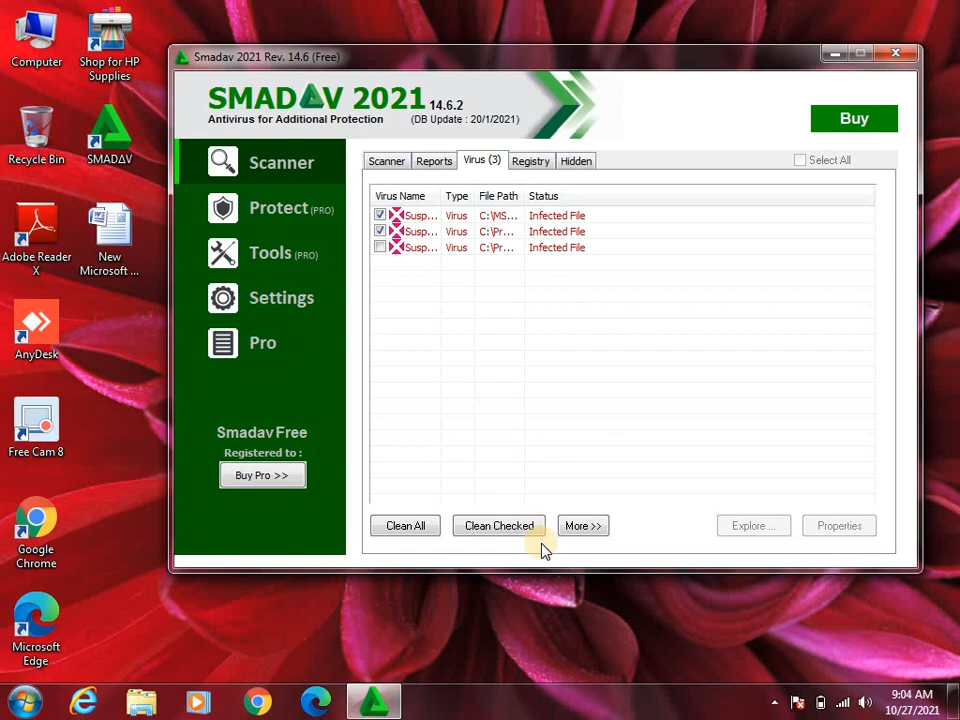 Computer
Shop for HP
Supplies
Recycle Bin
SMADΔV
Adobe Reader
X
New
Microsoft ...
AnyDesk
Free Cam 8
Google
Chrome
Microsoft
Edge
Smadav 2021 Rev. 14.6 (Free)
SMADΔV 2021 14.6.2
Antivirus for Additional Protection (DB Update : 20/1/2021)
Buy
Scanner
Protect (PRO)
Tools (PRO)
Settings
Pro
Smadav Free
Registered to :
Buy Pro >>
Scanner Reports Virus (3) Registry Hidden Select All
Virus Name Type File Path Status
Susp... Virus C:\MS... Infected File
Susp... Virus C:\Pr... Infected File
Susp... Virus C:\Pr... Infected File
Clean All Clean Checked More >> Explore ... Properties
9:04 AM
10/27/2021